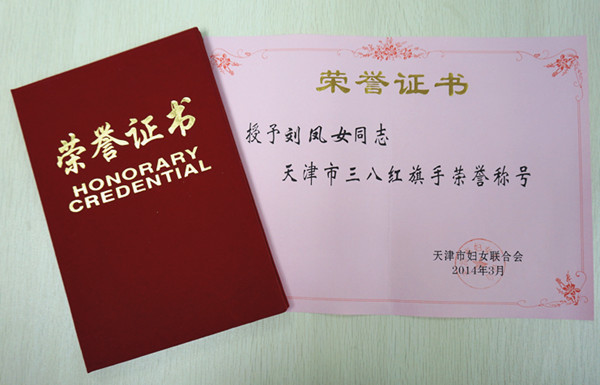 荣誉证书
HONORARY
CREDENTIAL
荣誉证书
授予刘凤女同志
天津市三八红旗手荣誉称号
天津市妇女联合会
2014年3月